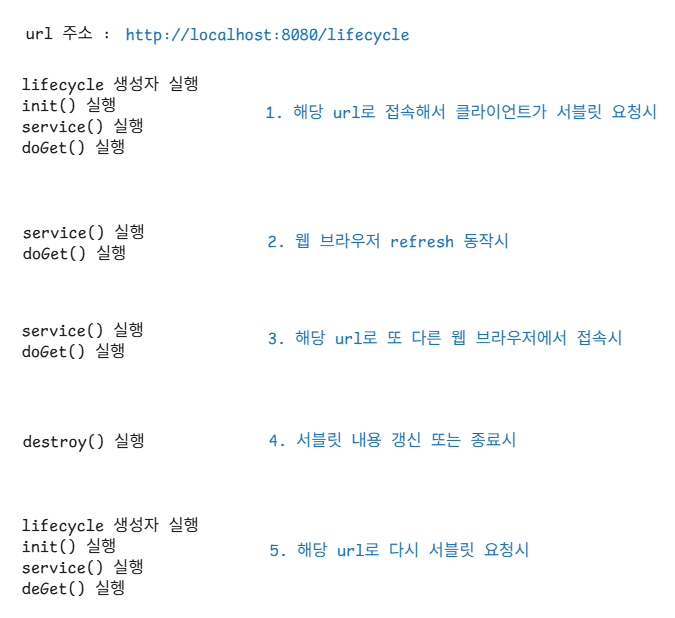 url 주소 : http://localhost:8080/lifecycle
lifecycle 생성자 실행
init() 실행
service() 실행
doGet() 실행
1. 해당 url로 접속해서 클라이언트가 서블릿 요청시
service() 실행
doGet() 실행
2. 웹 브라우저 refresh 동작시
service() 실행
doGet() 실행
3. 해당 url로 또 다른 웹 브라우저에서 접속시
destroy() 실행
4. 서블릿 내용 갱신 또는 종료시
lifecycle 생성자 실행
init() 실행
service() 실행
deGet() 실헹
5. 해당 url로 다시 서블릿 요청시